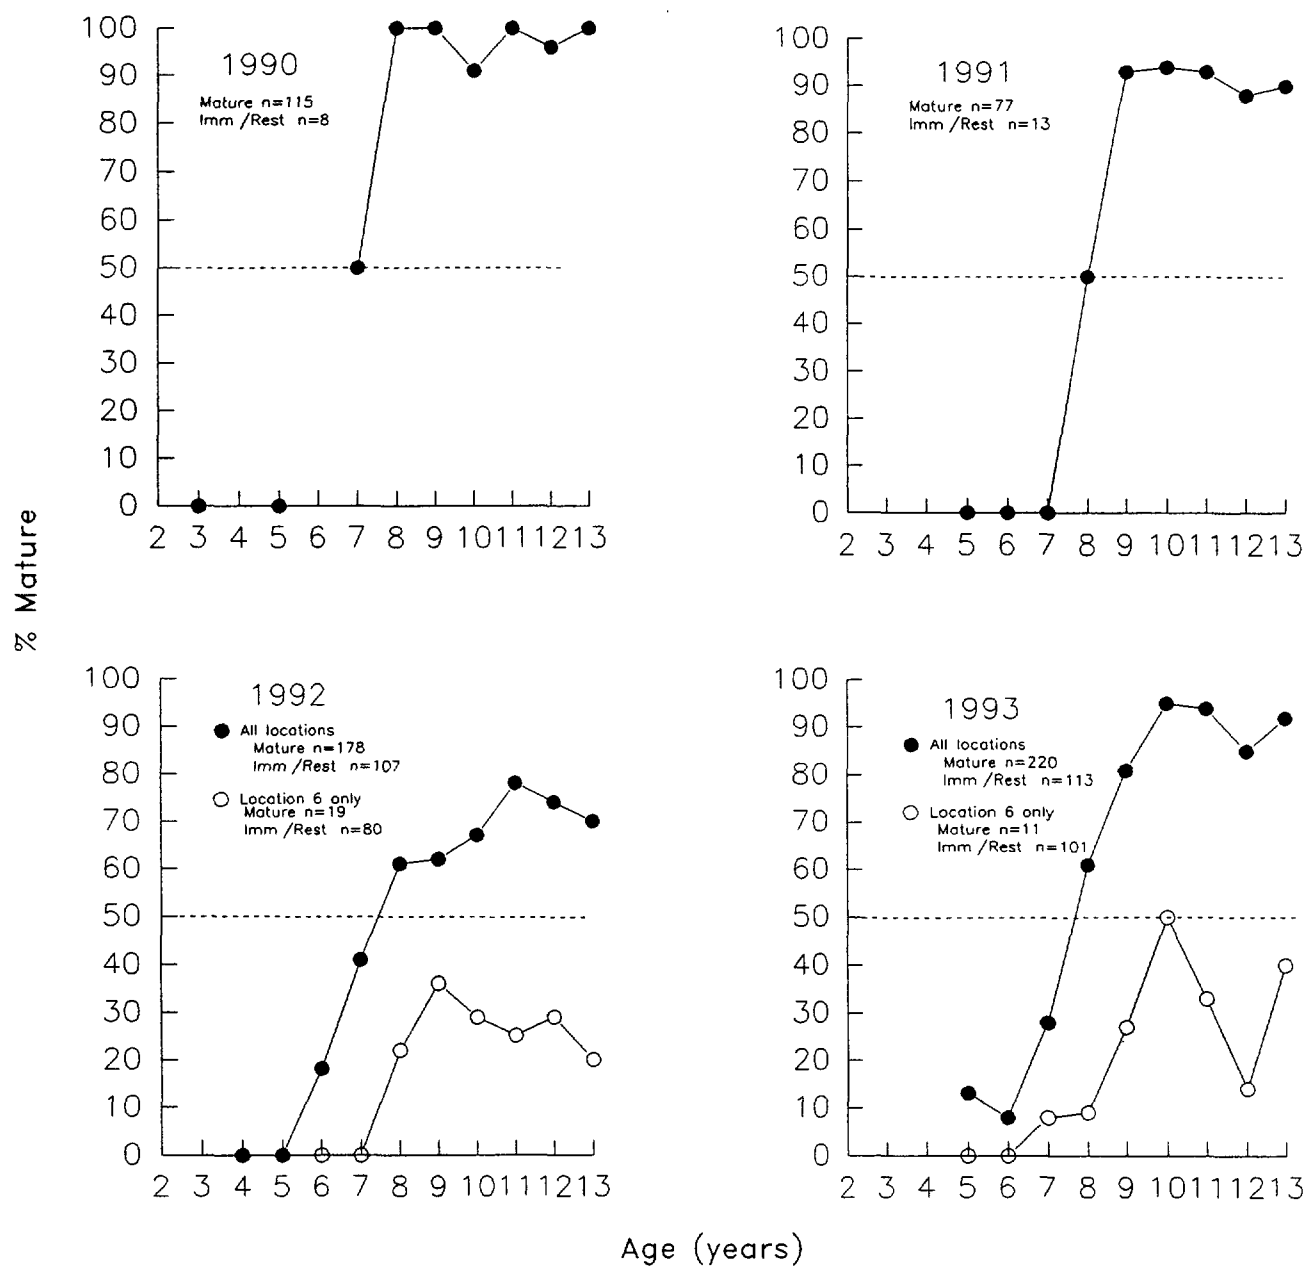 % Mature
100
90
80
70
60
50
40
30
20
10
0
2 3 4 5 6 7 8 9 10 11 12 13
1990
Mature n=115
Imm /Rest n=8
100
90
80
70
60
50
40
30
20
10
0
2 3 4 5 6 7 8 9 10 11 12 13
1991
Mature n=77
Imm /Rest n=13
100
90
80
70
60
50
40
30
20
10
0
2 3 4 5 6 7 8 9 10 11 12 13
1992
All locations
Mature n=178
Imm /Rest n=107
Location 6 only
Mature n=19
Imm /Rest n=80
100
90
80
70
60
50
40
30
20
10
0
2 3 4 5 6 7 8 9 10 11 12 13
1993
All locations
Mature n=220
Imm /Rest n=113
Location 6 only
Mature n=11
Imm /Rest n=101
Age (years)